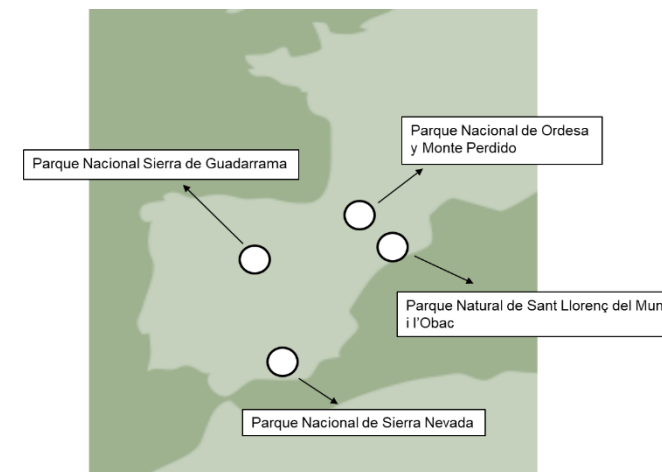 Parque Nacional de Ordesa
y Monte Perdido
Parque Nacional Sierra de Guadarrama
Parque Natural de Sant Llorenç del Mun
i l'Obac
Parque Nacional de Sierra Nevada